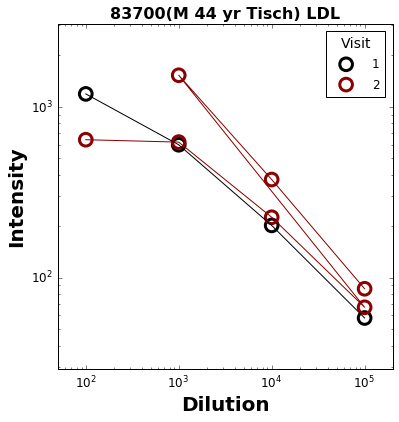 83700(M 44 yr Tisch) LDL
Visit
1
2
Intensity
10³
10²
10² 10³ 10⁴ 10⁵
Dilution